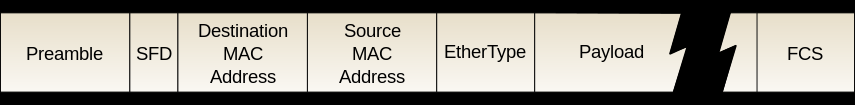 Preamble
SFD
Destination
MAC
Address
Source
MAC
Address
EtherType
Payload
FCS